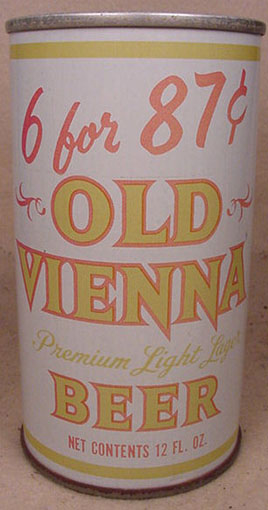 6 for 87¢
OLD
VIENNA
Premium Light Lager
BEER
NET CONTENTS 12 FL. OZ.